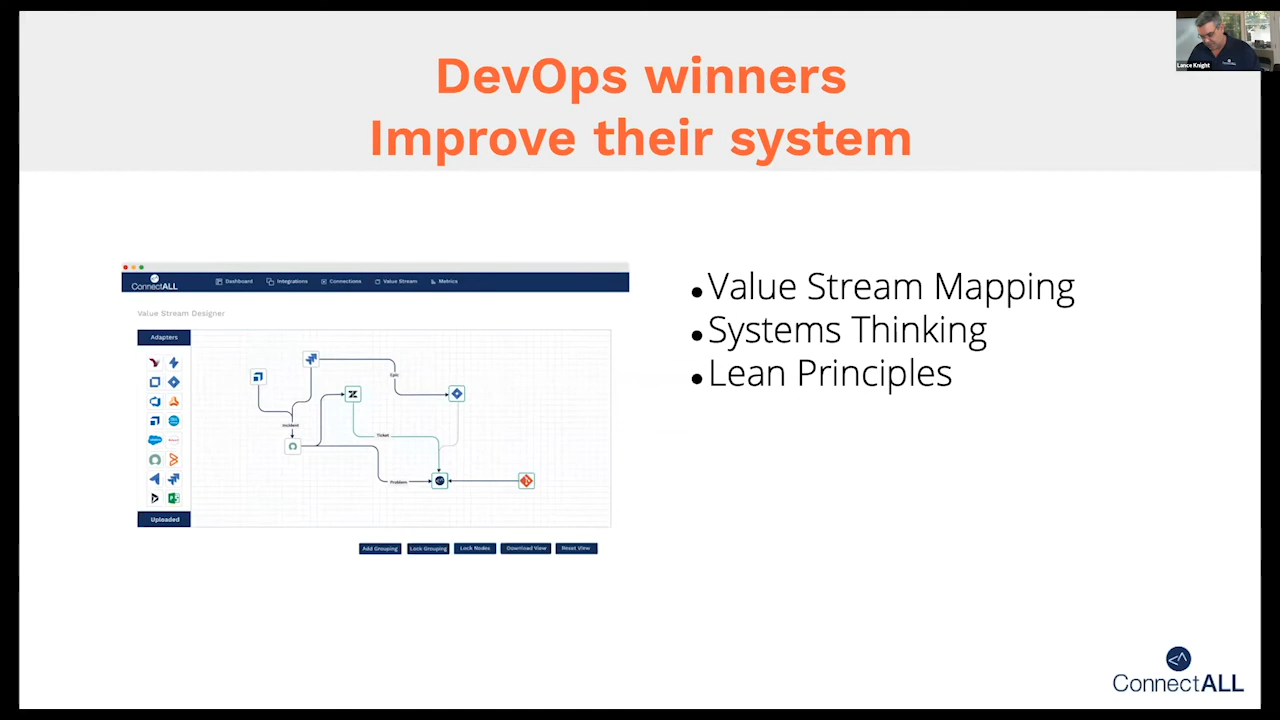 DevOps winners
Improve their system
Lance Knight
ConnectALL
ConnectALL
Dashboard
Integrations
Connections
Value Stream
Metrics
Value Stream Designer
Adapters
Epic
Incident
Ticket
Problem
Uploaded
Add Grouping
Lock Grouping
Lock Nodes
Download View
Reset View
•Value Stream Mapping
•Systems Thinking
•Lean Principles
ConnectALL